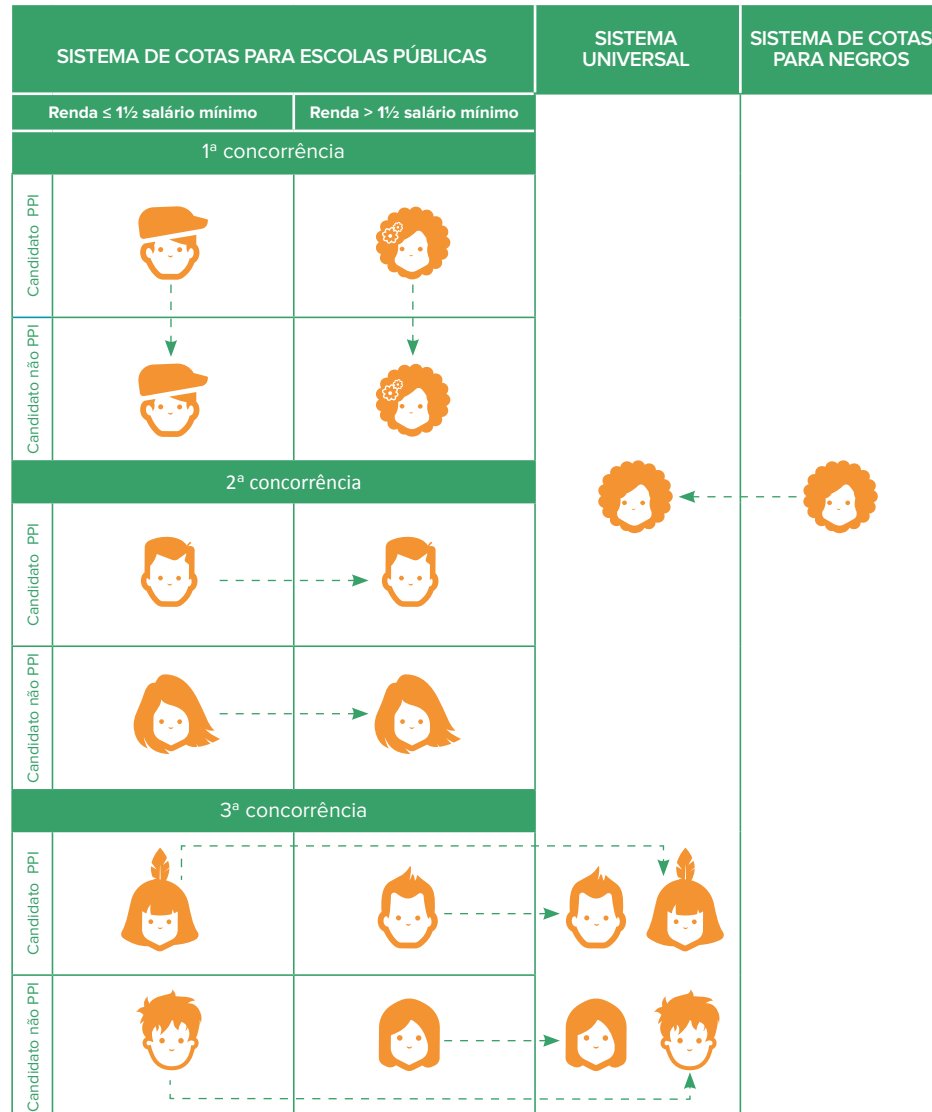 SISTEMA DE COTAS PARA ESCOLAS PÚBLICAS
SISTEMA
UNIVERSAL
SISTEMA DE COTAS
PARA NEGROS
Renda ≤ 1½ salário mínimo
Renda > 1½ salário mínimo
1ª concorrência
Candidato PPI
Candidato não PPI
2ª concorrência
Candidato PPI
Candidato não PPI
3ª concorrência
Candidato PPI
Candidato não PPI